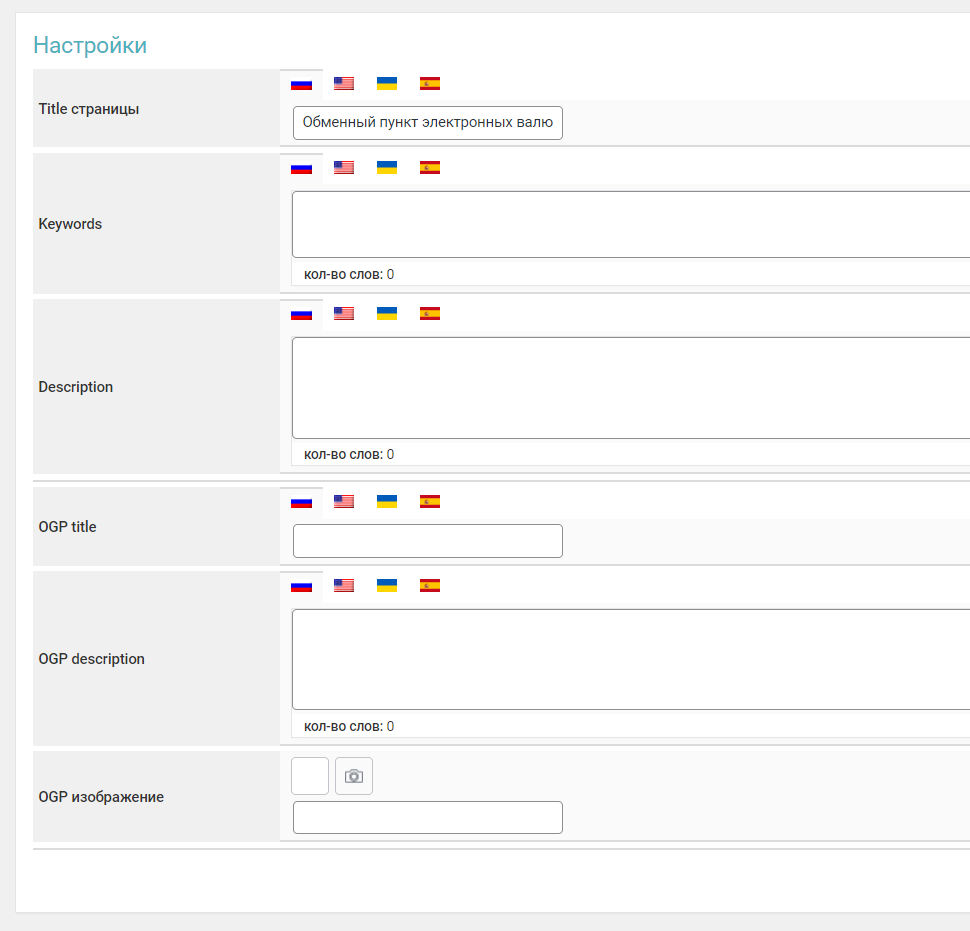 Настройки
Title страницы
Обменный пункт электронных валю
Keywords
кол-во слов: 0
Description
кол-во слов: 0
OGP title
OGP description
кол-во слов: 0
OGP изображение